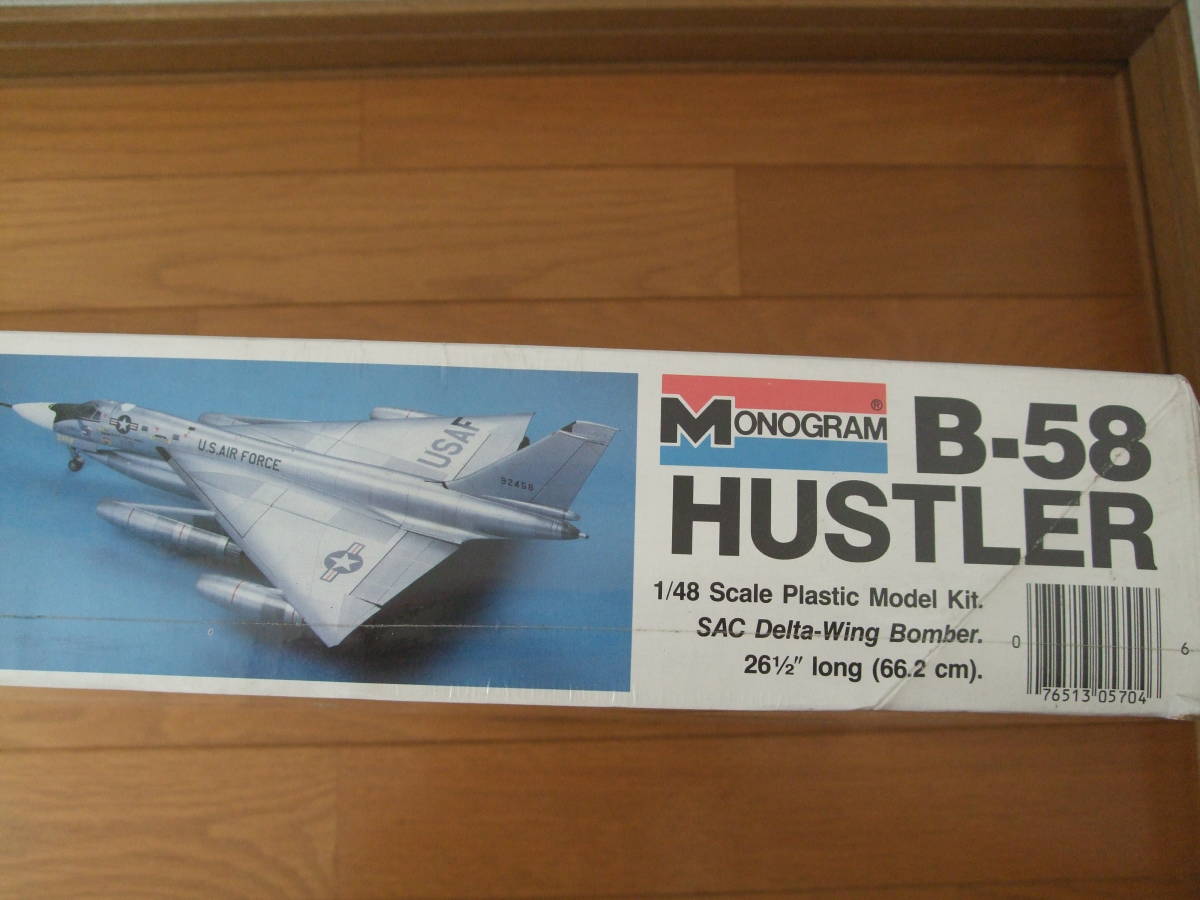 U.S. AIR FORCE
USAF
92458
MONOGRAM®
B-58
HUSTLER
1/48 Scale Plastic Model Kit.
SAC Delta-Wing Bomber.
26½" long (66.2 cm).
0 76513 05704 6